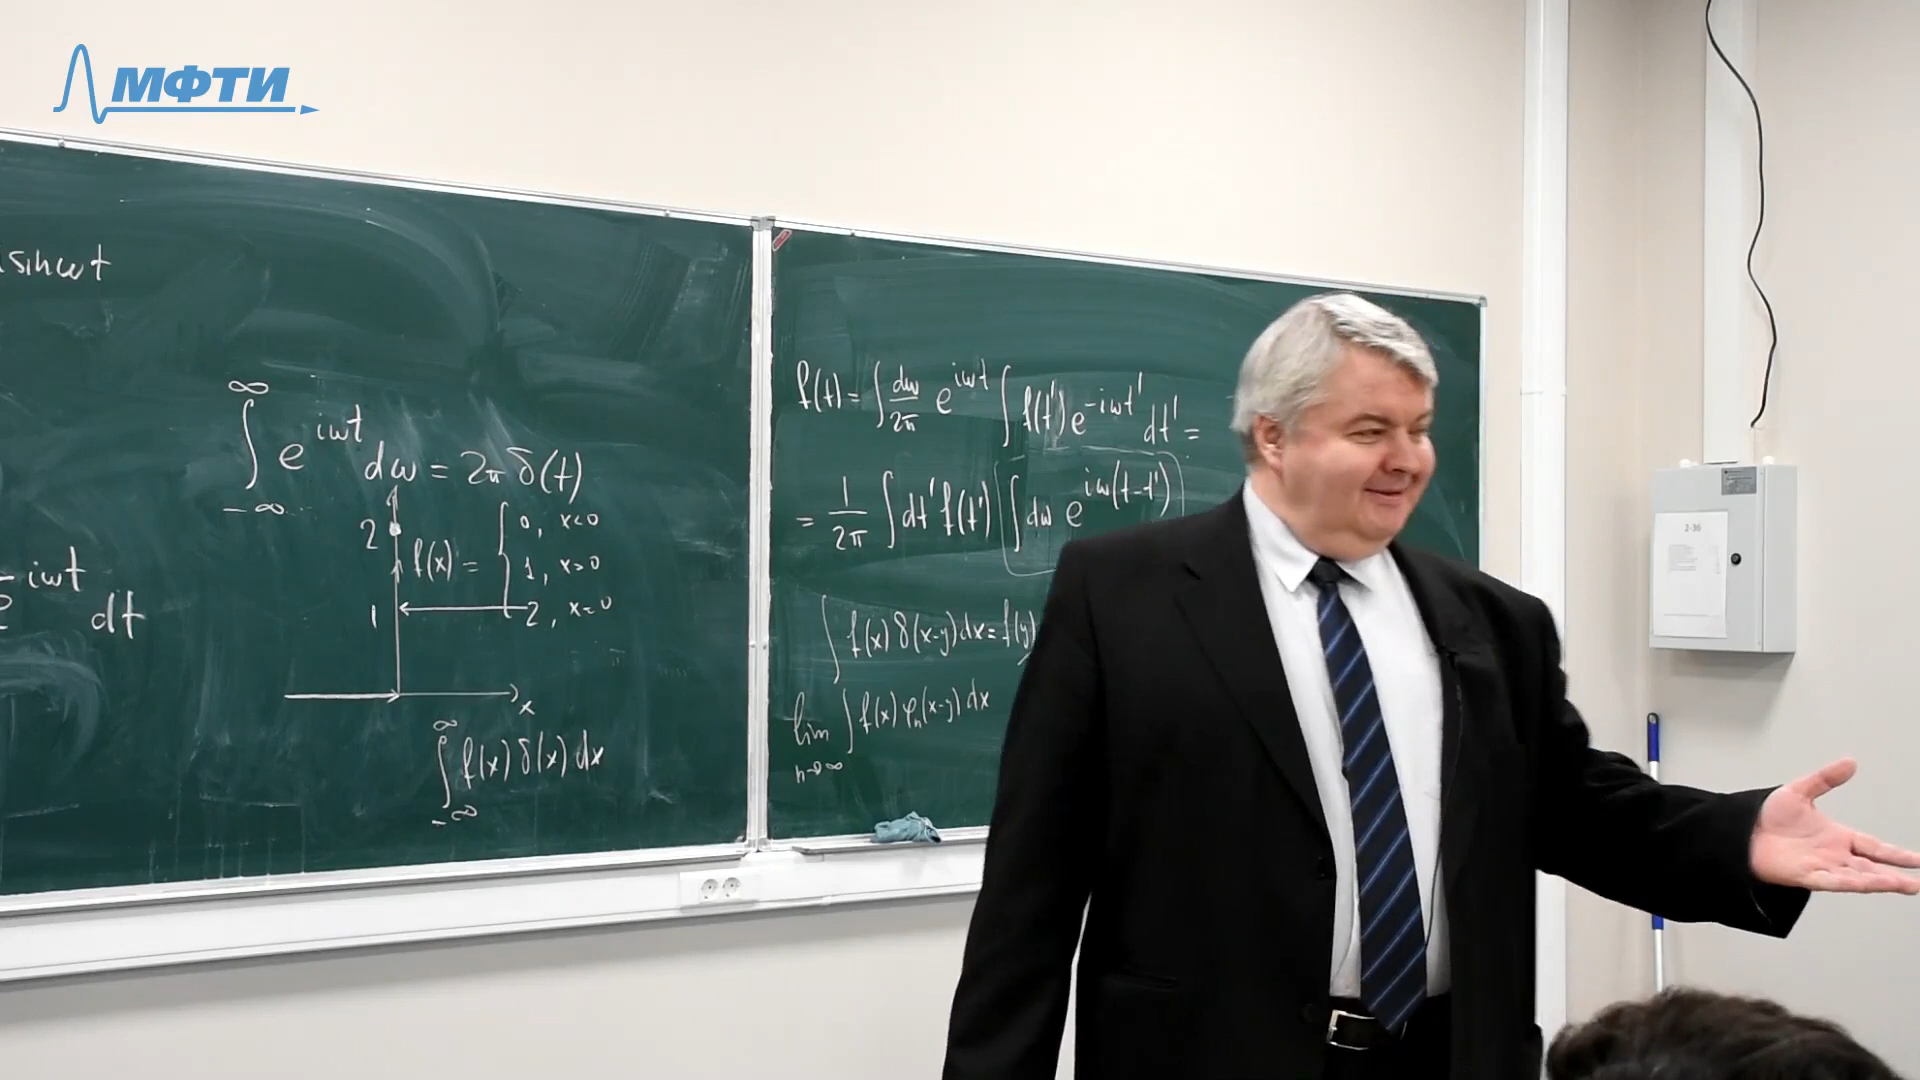 МФТИ
sinωt
∞
∫ e^{iωt} dω = 2π δ(t)
-∞
2
f(x) = { 0, x<0
1, x>0
2, x=0
1
x
∞
∫ f(x) δ(x) dx
-∞
e^{-iωt} dt
f(t) = ∫ dω/2π e^{iωt} ∫ f(t') e^{-iωt'} dt' =
= 1/2π ∫ dt' f(t') ∫ dω e^{iω(t-t')}
∫ f(x) δ(x-y) dx = f(y)
lim ∫ f(x) φ_n(x-y) dx
n→∞
2-36